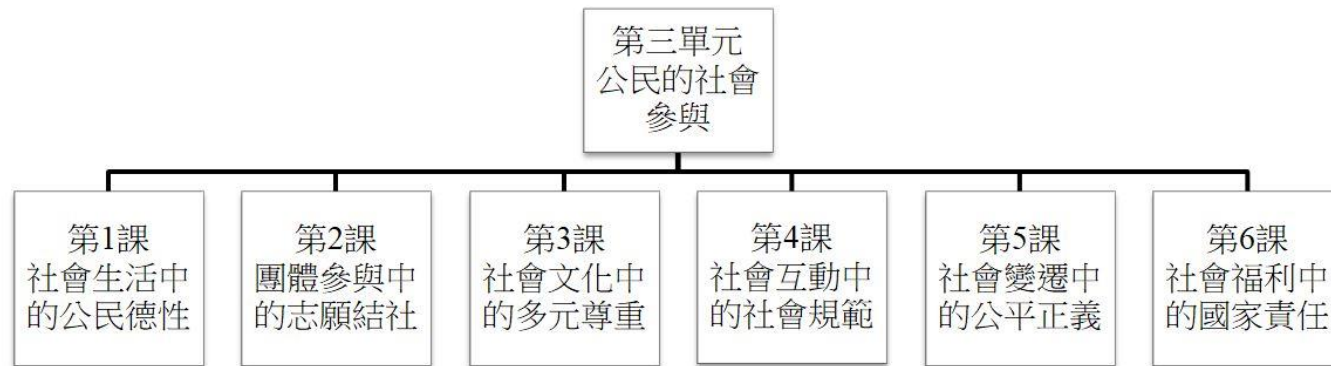 第三單元
公民的社會
參與
第1課
社會生活中
的公民德性
第2課
團體參與中
的志願結社
第3課
社會文化中
的多元尊重
第4課
社會互動中
的社會規範
第5課
社會變遷中
的公平正義
第6課
社會福利中
的國家責任